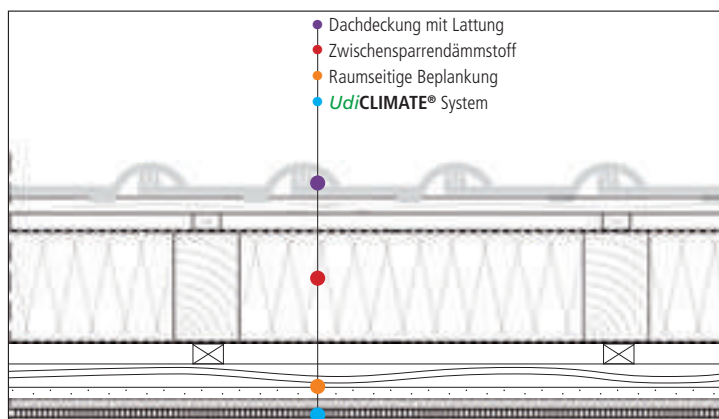 Dachdeckung mit Lattung
Zwischensparrendämmstoff
Raumseitige Beplankung
UdiCLIMATE® System